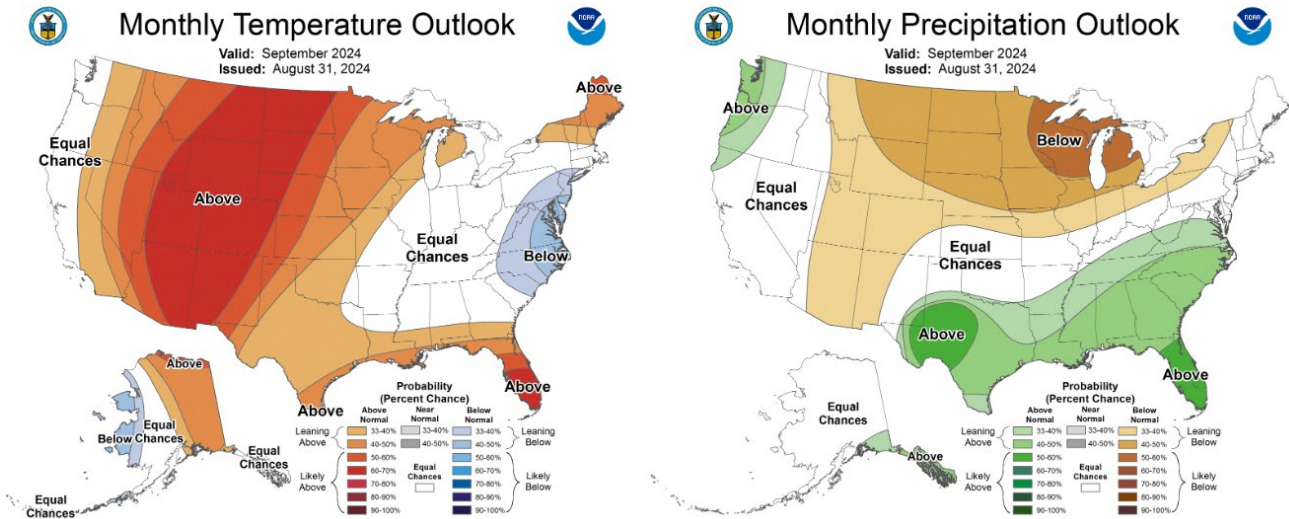 Monthly Temperature Outlook
Valid: September 2024
Issued: August 31, 2024
NOAA
Above
Equal
Chances
Above
Equal
Chances
Below
Above
Above
Above
Equal
Chances
Below
Equal
Chances
Equal
Chances
Above
Probability
(Percent Chance)
Above
Normal
Near
Normal
Below
Normal
Leaning
Above
33-40%
33-40%
33-40%
Leaning
Below
40-50%
40-50%
40-50%
Likely
Above
50-60%
50-60%
Likely
Below
60-70%
60-70%
Equal
Chances
70-80%
70-80%
80-90%
80-90%
90-100%
90-100%
Monthly Precipitation Outlook
Valid: September 2024
Issued: August 31, 2024
NOAA
Above
Below
Equal
Chances
Equal
Chances
Above
Above
Equal
Chances
Above
Probability
(Percent Chance)
Above
Normal
Near
Normal
Below
Normal
Leaning
Above
33-40%
33-40%
33-40%
Leaning
Below
40-50%
40-50%
40-50%
Likely
Above
50-60%
50-60%
Likely
Below
60-70%
60-70%
Equal
Chances
70-80%
70-80%
80-90%
80-90%
90-100%
90-100%